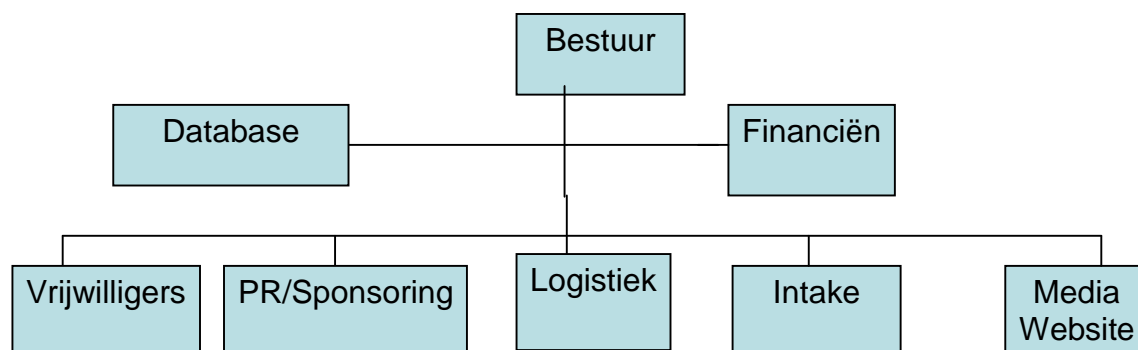 Bestuur
Database
Financiën
Vrijwilligers
PR/Sponsoring
Logistiek
Intake
Media
Website